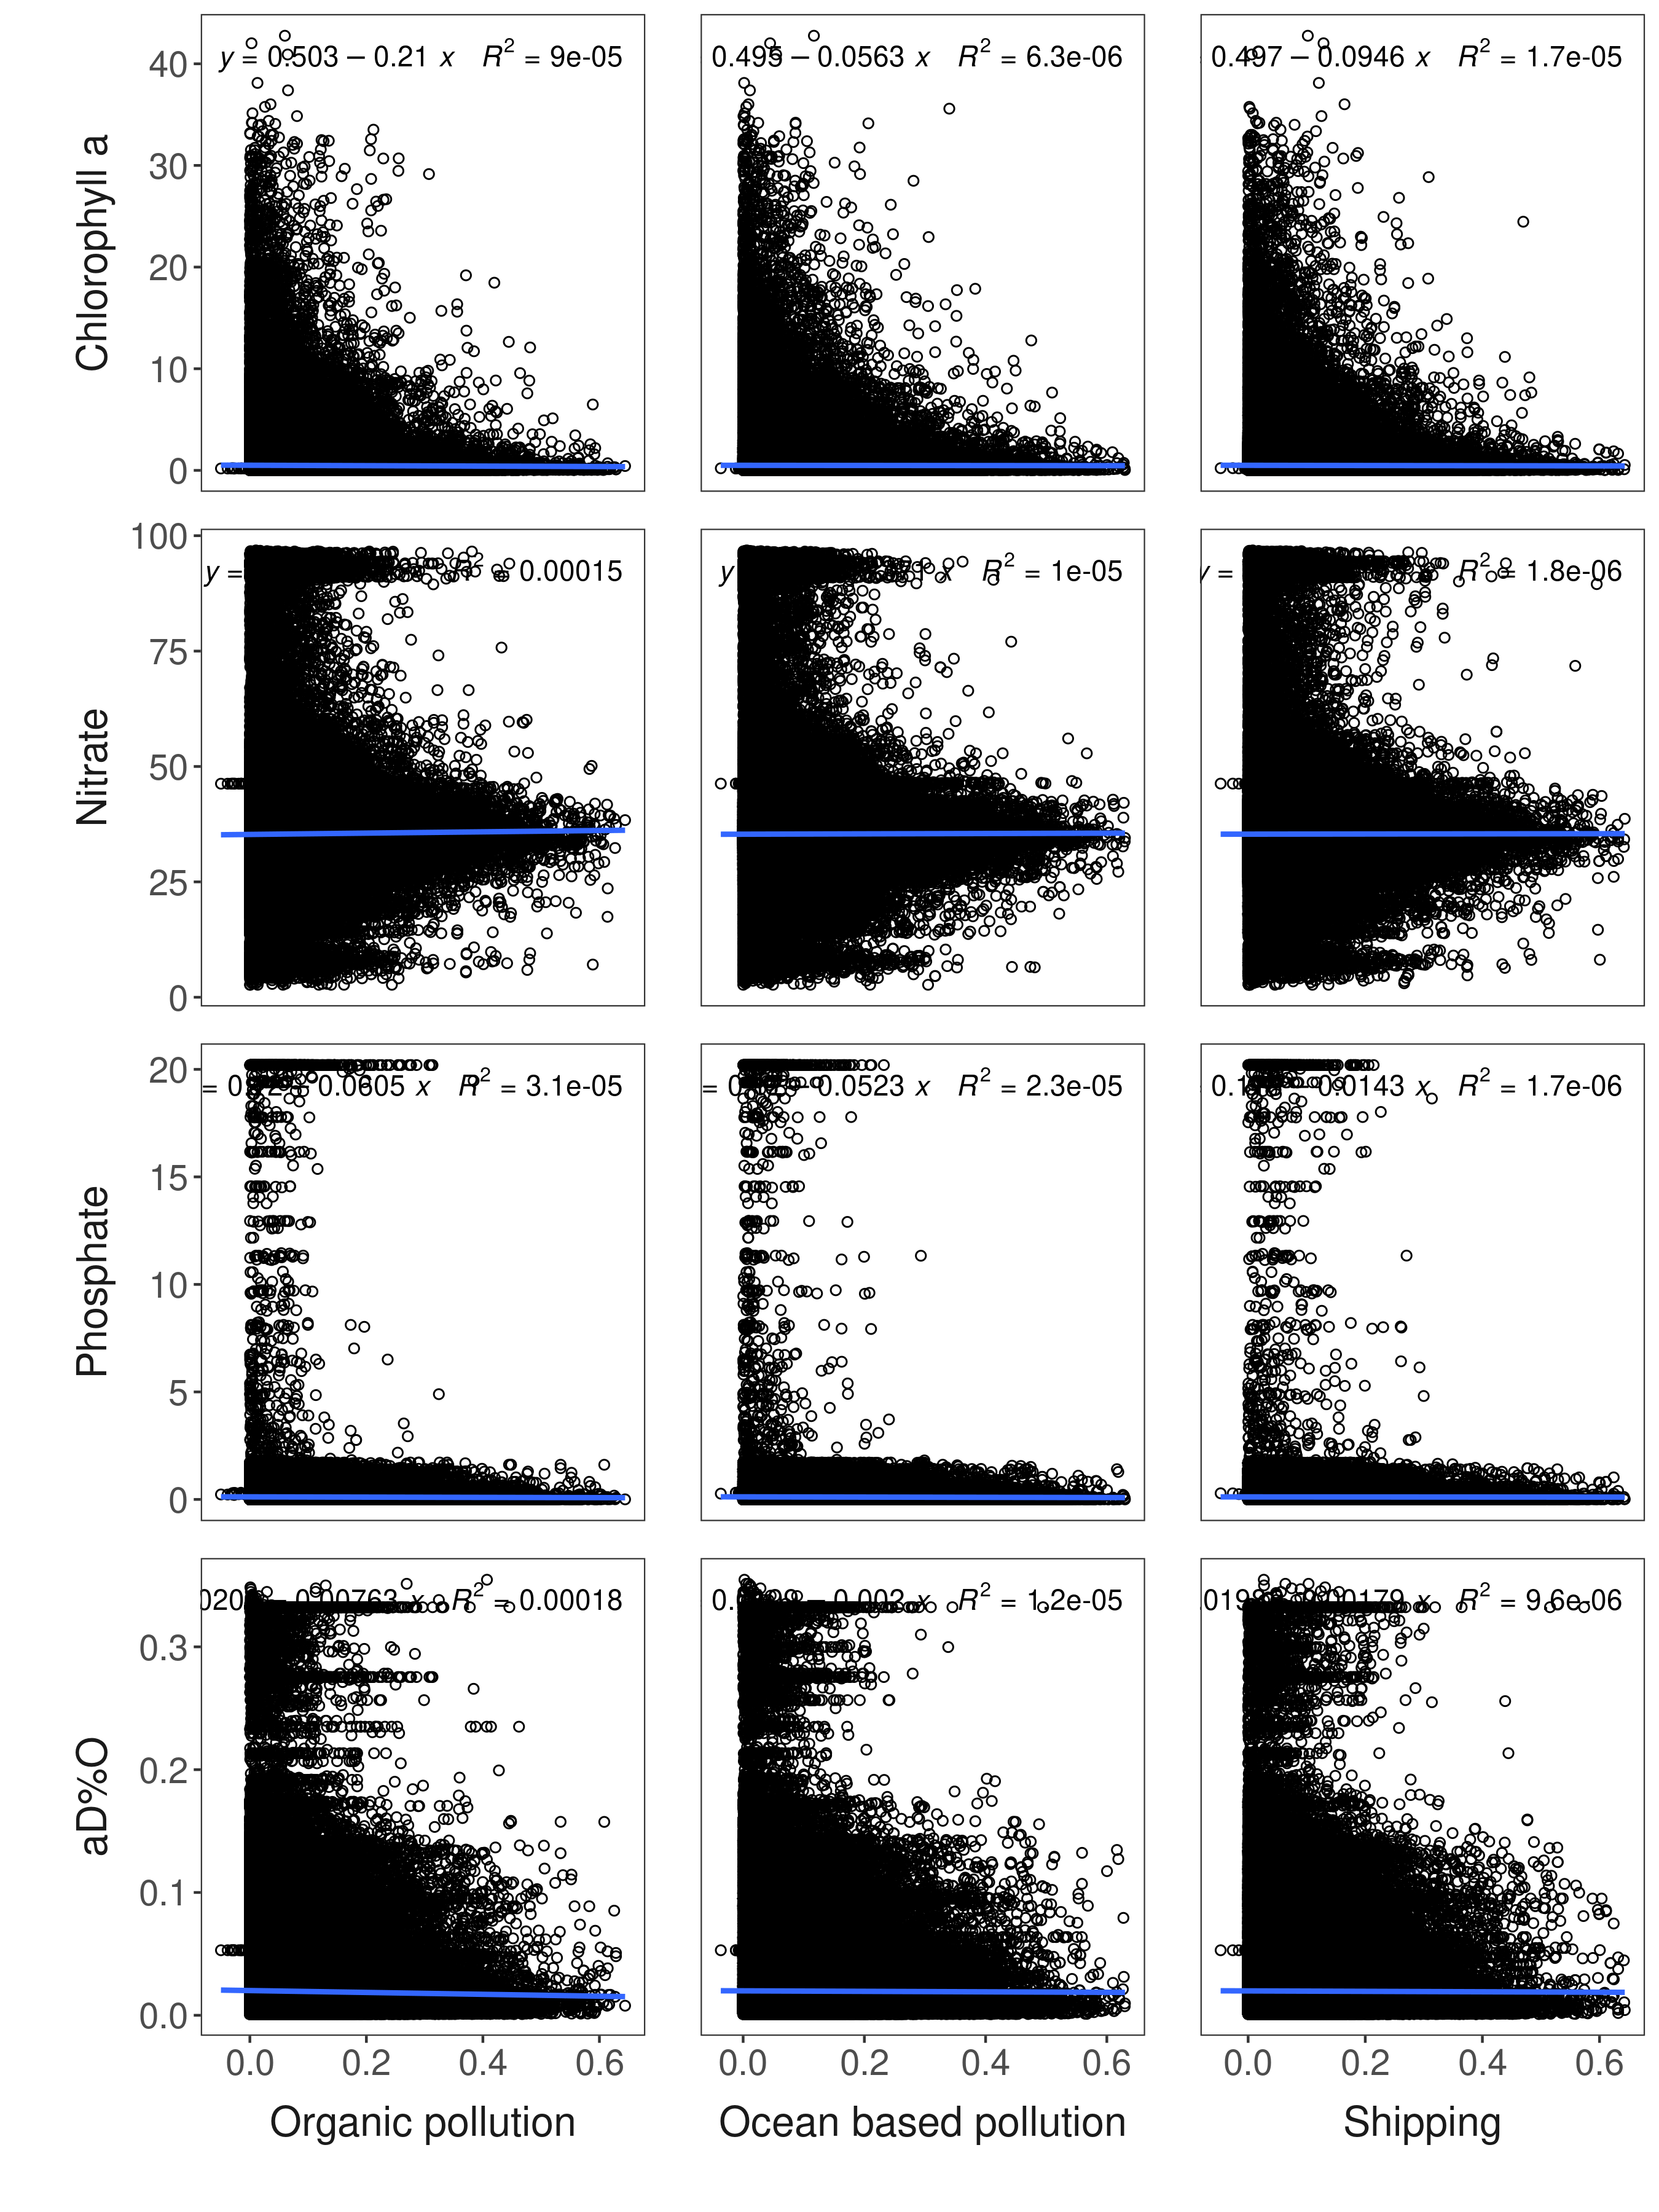 Chlorophyll a
40
30
20
10
0
y = 0.503 − 0.21 x R² = 9e-05
0.495 − 0.0563 x R² = 6.3e-06
0.497 − 0.0946 x R² = 1.7e-05
Nitrate
100
75
50
25
0
y = R² = 0.00015
y x R² = 1e-05
y = R² = 1.8e-06
Phosphate
20
15
10
5
0
0.0605 x R² = 3.1e-05
0.0523 x R² = 2.3e-05
0.0143 x R² = 1.7e-06
aD%O
0.3
0.2
0.1
0.0
0.00763 x R² = 0.00018
0.002 x R² = 1.2e-05
0.00179 x R² = 9.6e-06
0.0 0.2 0.4 0.6
0.0 0.2 0.4 0.6
0.0 0.2 0.4 0.6
Organic pollution
Ocean based pollution
Shipping